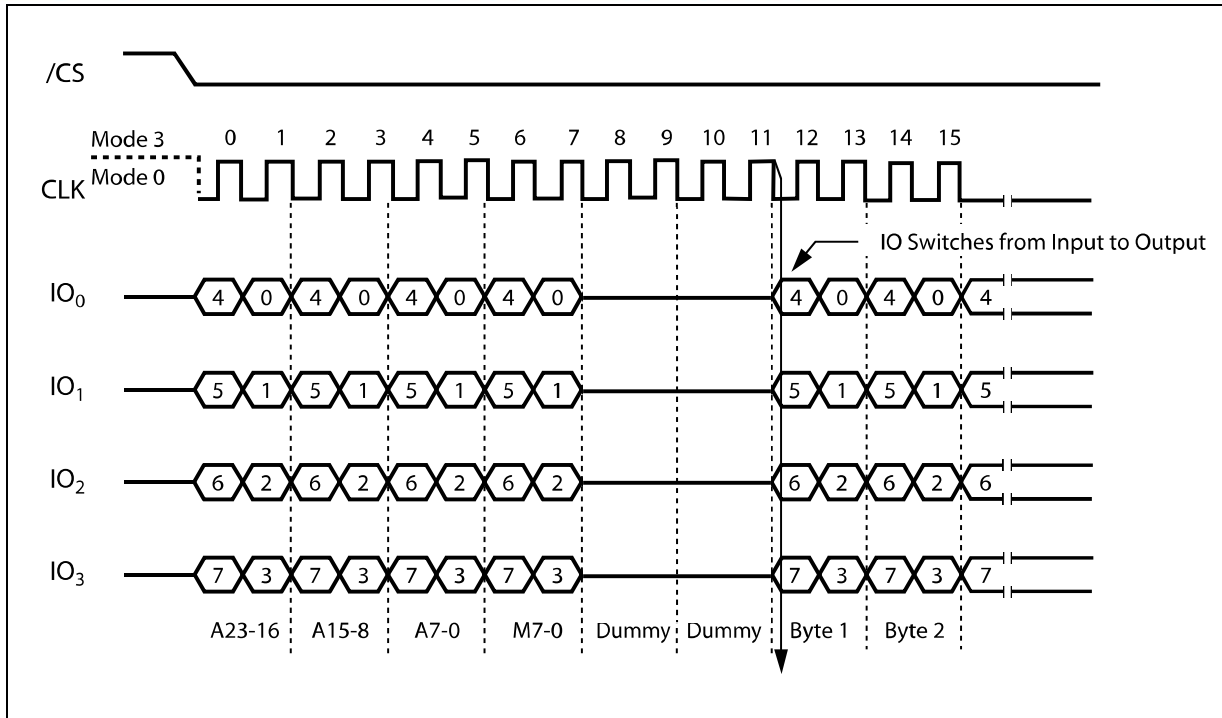 /CS
Mode 3
0 1 2 3 4 5 6 7 8 9 10 11 12 13 14 15
Mode 0
CLK
IO Switches from Input to Output
IO0 4 0 4 0 4 0 4 0 4 0 4 0 4
IO1 5 1 5 1 5 1 5 1 5 1 5 1 5
IO2 6 2 6 2 6 2 6 2 6 2 6 2 6
IO3 7 3 7 3 7 3 7 3 7 3 7 3 7
A23-16 A15-8 A7-0 M7-0 Dummy Dummy Byte 1 Byte 2